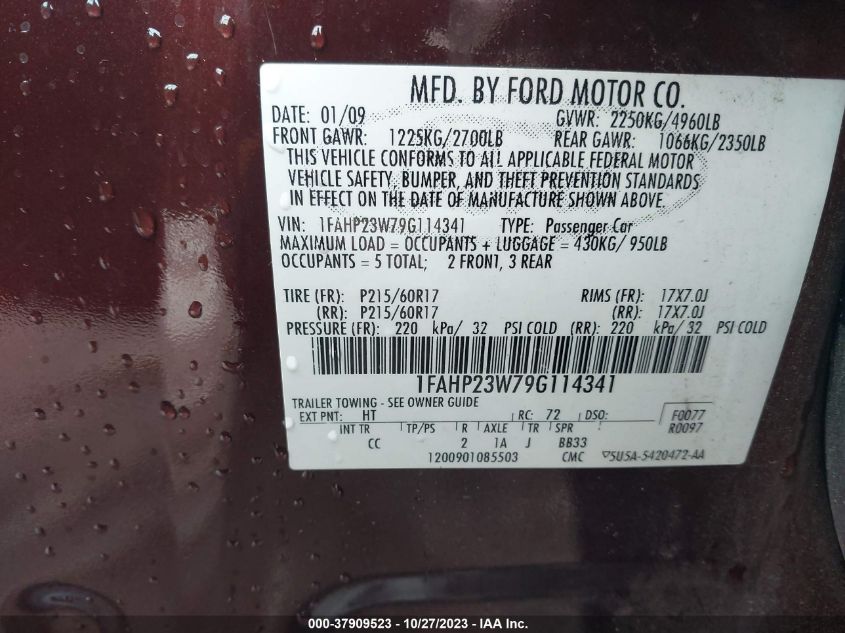 MFD. BY FORD MOTOR CO.
DATE: 01/09 GVWR: 2250KG/4960LB
FRONT GAWR: 1225KG/2700LB REAR GAWR: 1066KG/2350LB
THIS VEHICLE CONFORMS TO ALL APPLICABLE FEDERAL MOTOR
VEHICLE SAFETY, BUMPER, AND THEFT PREVENTION STANDARDS
IN EFFECT ON THE DATE OF MANUFACTURE SHOWN ABOVE.
VIN: 1FAHP23W79G114341 TYPE: Passenger Car
MAXIMUM LOAD = OCCUPANTS + LUGGAGE = 430KG/ 950LB
OCCUPANTS = 5 TOTAL; 2 FRONT, 3 REAR
TIRE (FR): P215/60R17 RIMS (FR): 17X7.0J
(RR): P215/60R17 (RR): 17X7.0J
PRESSURE (FR): 220 kPa/ 32 PSI COLD (RR): 220 kPa/ 32 PSI COLD
1FAHP23W79G114341
TRAILER TOWING - SEE OWNER GUIDE
EXT PNT: HT RC: 72 DSO: F0077
INT TR TP/PS R AXLE TR SPR R0097
CC 2 1A J BB33
1200901085503 CMC 5U5A-5420472-AA
000-37909523 - 10/27/2023 - IAA Inc.